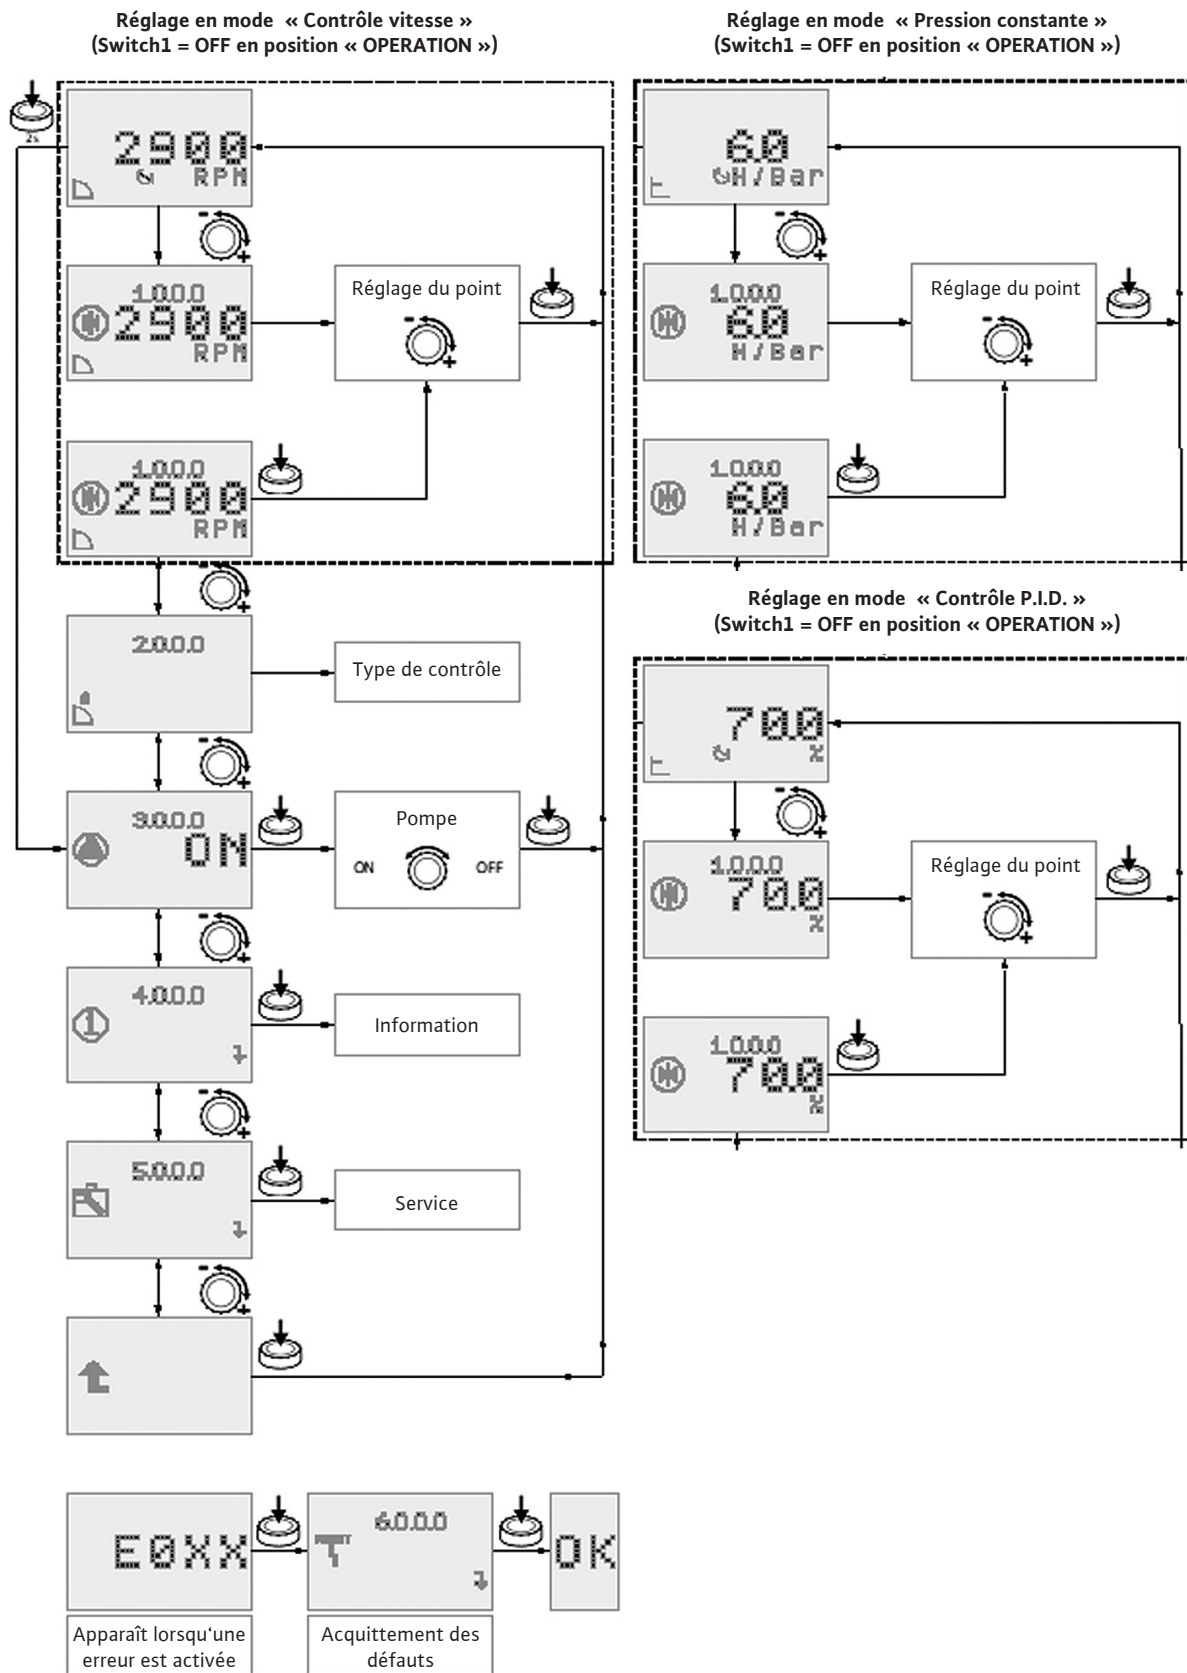 Réglage en mode « Contrôle vitesse »
(Switch1 = OFF en position « OPERATION »)
2s
2900
RPM
1.0.0.0
2900
RPM
Réglage du point
1.0.0.0
2900
RPM
2.0.0.0
Type de contrôle
3.0.0.0
ON
Pompe
ON
OFF
4.0.0.0
Information
5.0.0.0
Service
E0XX
6.0.0.0
OK
Apparaît lorsqu‘une
erreur est activée
Acquittement des
défauts
Réglage en mode « Pression constante »
(Switch1 = OFF en position « OPERATION »)
6.0
H/Bar
1.0.0.0
6.0
H/Bar
Réglage du point
1.0.0.0
6.0
H/Bar
Réglage en mode « Contrôle P.I.D. »
(Switch1 = OFF en position « OPERATION »)
70.0
%
1.0.0.0
70.0
%
Réglage du point
1.0.0.0
70.0
%